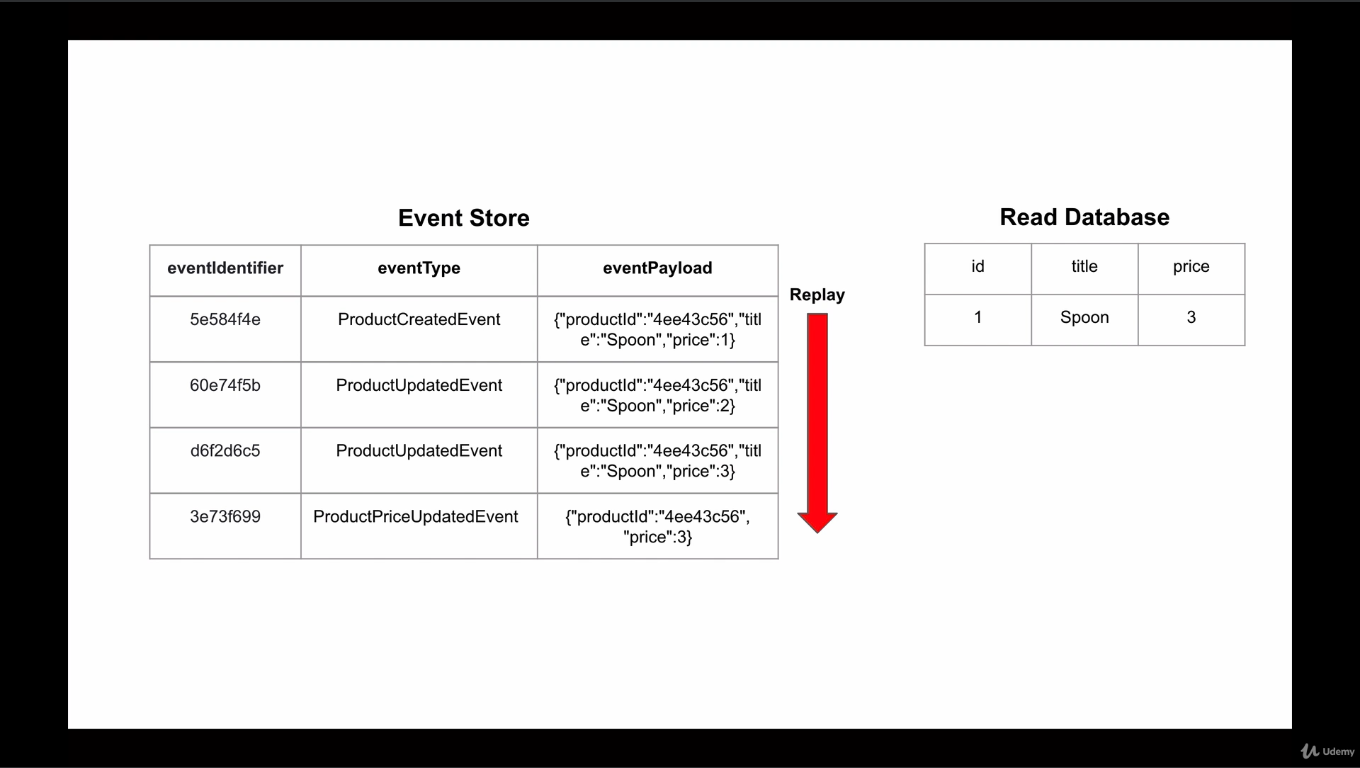 Event Store
eventIdentifier eventType eventPayload
5e584f4e ProductCreatedEvent {"productId":"4ee43c56","titl
e":"Spoon","price":1}
60e74f5b ProductUpdatedEvent {"productId":"4ee43c56","titl
e":"Spoon","price":2}
d6f2d6c5 ProductUpdatedEvent {"productId":"4ee43c56","titl
e":"Spoon","price":3}
3e73f699 ProductPriceUpdatedEvent {"productId":"4ee43c56",
"price":3}
Replay
Read Database
id title price
1 Spoon 3
Udemy